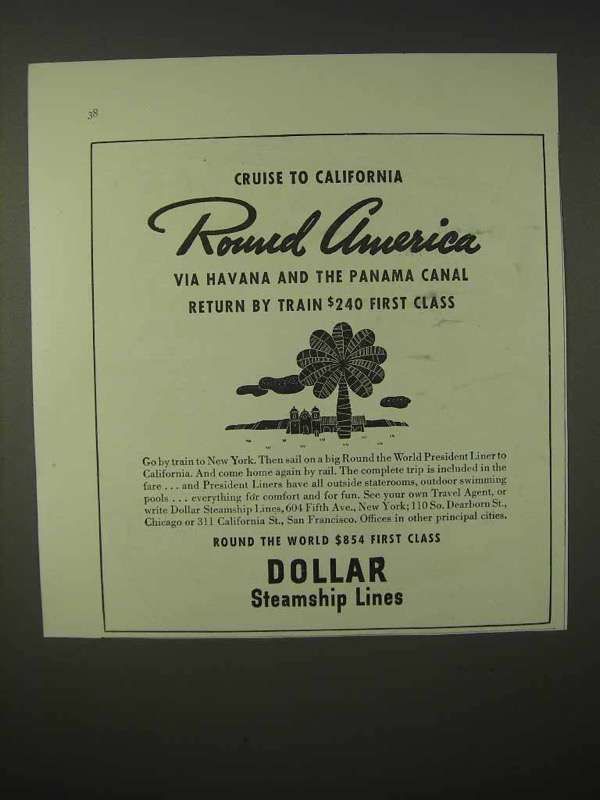 38
CRUISE TO CALIFORNIA
Round America
VIA HAVANA AND THE PANAMA CANAL
RETURN BY TRAIN $240 FIRST CLASS
Go by train to New York. Then sail on a big Round the World President Liner to
California. And come home again by rail. The complete trip is included in the
fare . . . and President Liners have all outside staterooms, outdoor swimming
pools . . . everything for comfort and for fun. See your own Travel Agent, or
write Dollar Steamship Lines, 604 Fifth Ave., New York; 110 So. Dearborn St.,
Chicago or 311 California St., San Francisco. Offices in other principal cities.
ROUND THE WORLD $854 FIRST CLASS
DOLLAR
Steamship Lines